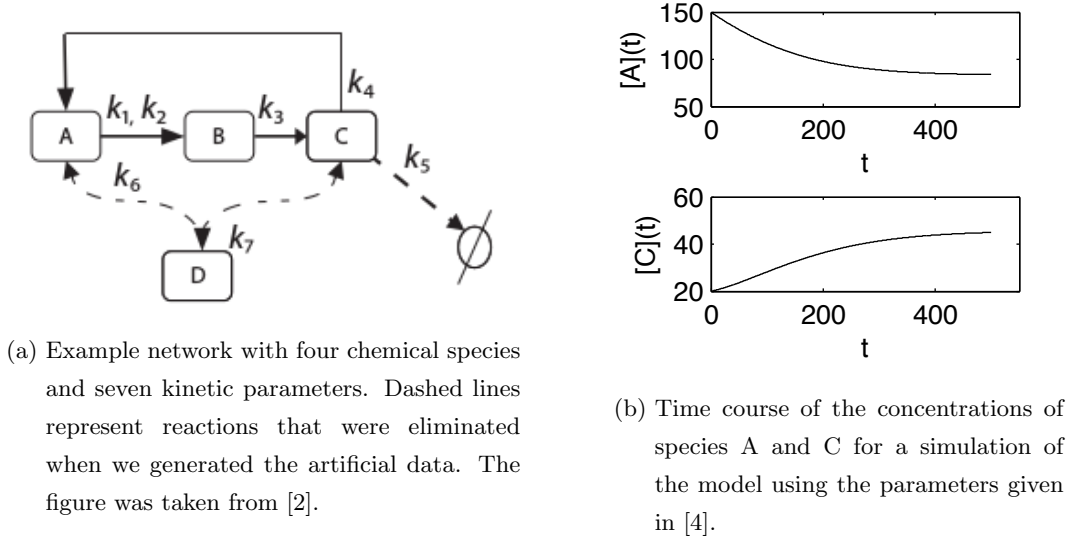 k4
k1, k2
k3
A
B
C
k5
k6
k7
D
(a) Example network with four chemical species
and seven kinetic parameters. Dashed lines
represent reactions that were eliminated
when we generated the artificial data. The
figure was taken from [2].
150
100
50
[A](t)
0
200
400
t
60
40
20
[C](t)
0
200
400
t
(b) Time course of the concentrations of
species A and C for a simulation of
the model using the parameters given
in [4].